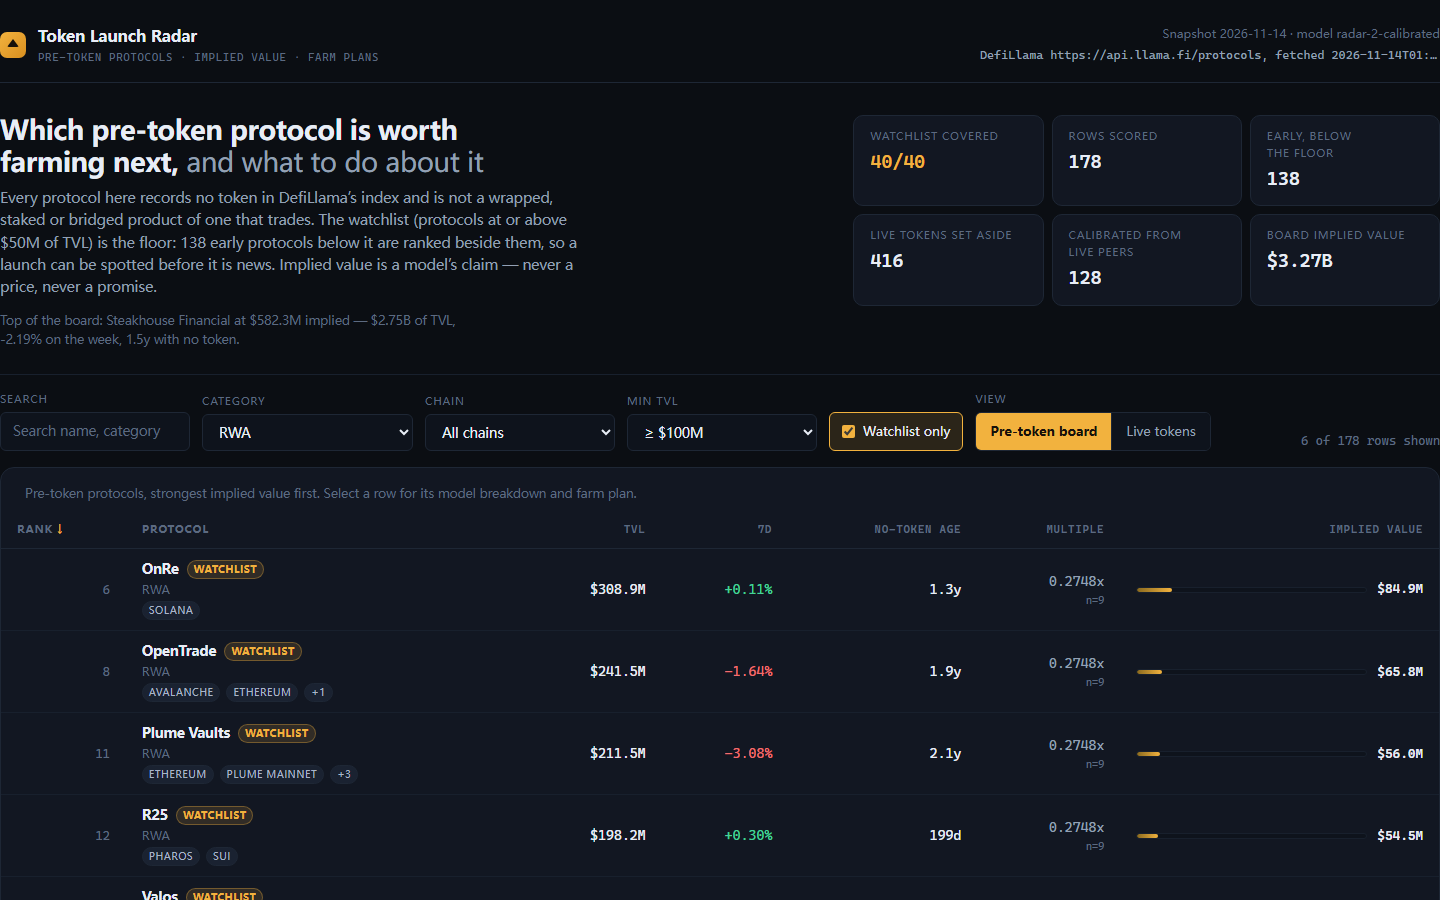 Token Launch Radar
PRE-TOKEN PROTOCOLS · IMPLIED VALUE · FARM PLANS
Snapshot 2026-11-14 · model radar-2-calibrated
DefiLlama https://api.llama.fi/protocols, fetched 2026-11-14T01:…
Which pre-token protocol is worth
farming next, and what to do about it
Every protocol here records no token in DefiLlama's index and is not a wrapped,
staked or bridged product of one that trades. The watchlist (protocols at or above
$50M of TVL) is the floor: 138 early protocols below it are ranked beside them, so a
launch can be spotted before it is news. Implied value is a model's claim — never a
price, never a promise.
Top of the board: Steakhouse Financial at $582.3M implied — $2.75B of TVL,
-2.19% on the week, 1.5y with no token.
WATCHLIST COVERED
40/40
ROWS SCORED
178
EARLY, BELOW
THE FLOOR
138
LIVE TOKENS SET ASIDE
416
CALIBRATED FROM
LIVE PEERS
128
BOARD IMPLIED VALUE
$3.27B
SEARCH
Search name, category
CATEGORY
RWA
CHAIN
All chains
MIN TVL
≥ $100M
Watchlist only
VIEW
Pre-token board
Live tokens
6 of 178 rows shown
Pre-token protocols, strongest implied value first. Select a row for its model breakdown and farm plan.
RANK ↓ PROTOCOL TVL 7D NO-TOKEN AGE MULTIPLE IMPLIED VALUE
OnRe WATCHLIST
6 RWA $308.9M +0.11% 1.3y 0.2748x $84.9M
n=9
SOLANA
OpenTrade WATCHLIST
8 RWA $241.5M −1.64% 1.9y 0.2748x $65.8M
n=9
AVALANCHE ETHEREUM +1
Plume Vaults WATCHLIST
11 RWA $211.5M −3.08% 2.1y 0.2748x $56.0M
n=9
ETHEREUM PLUME MAINNET +3
R25 WATCHLIST
12 RWA $198.2M +0.30% 199d 0.2748x $54.5M
n=9
PHAROS SUI
Valos WATCHLIST